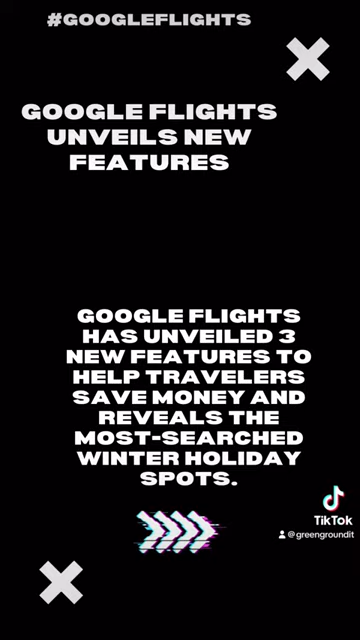 #GOOGLEFLIGHTS
GOOGLE FLIGHTS
UNVEILS NEW
FEATURES
GOOGLE FLIGHTS
HAS UNVEILED 3
NEW FEATURES TO
HELP TRAVELERS
SAVE MONEY AND
REVEALS THE
MOST-SEARCHED
WINTER HOLIDAY
SPOTS.
TikTok
@greengroundit